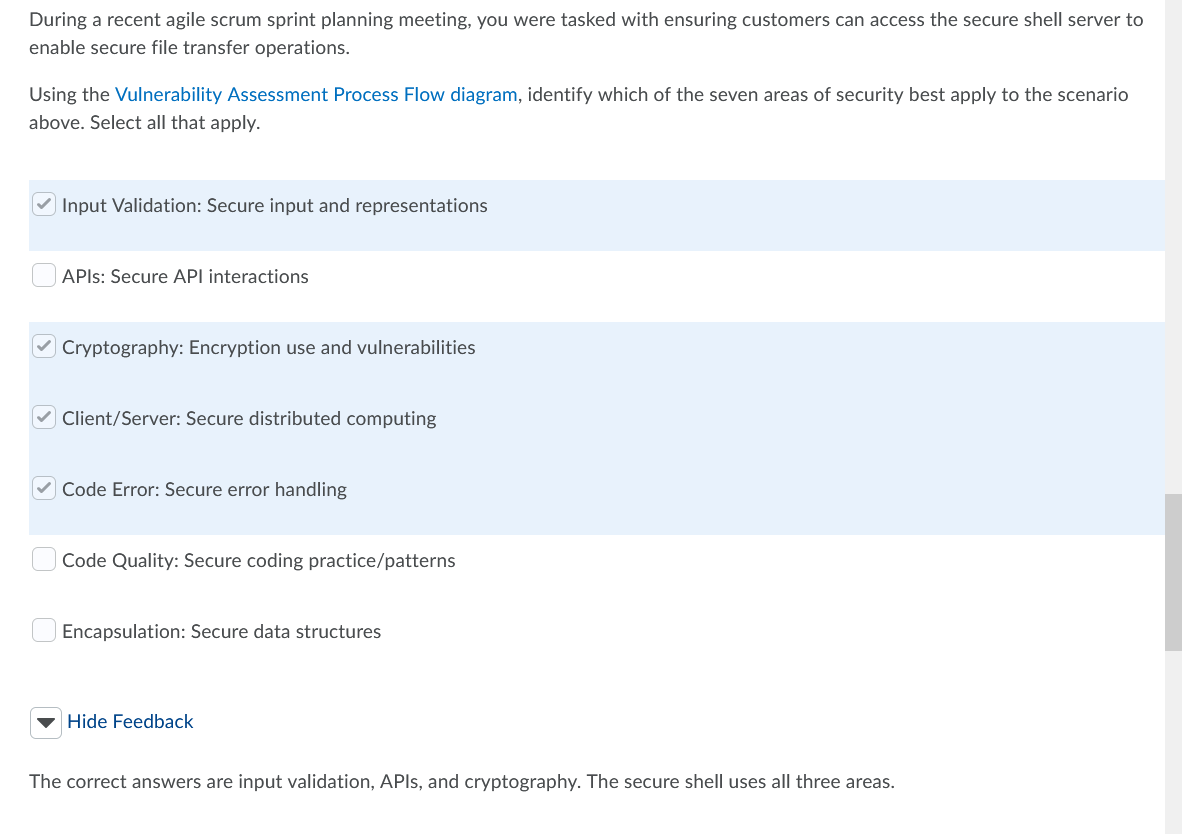 During a recent agile scrum sprint planning meeting, you were tasked with ensuring customers can access the secure shell server to
enable secure file transfer operations.
Using the Vulnerability Assessment Process Flow diagram, identify which of the seven areas of security best apply to the scenario
above. Select all that apply.
Input Validation: Secure input and representations
APIs: Secure API interactions
Cryptography: Encryption use and vulnerabilities
Client/Server: Secure distributed computing
Code Error: Secure error handling
Code Quality: Secure coding practice/patterns
Encapsulation: Secure data structures
Hide Feedback
The correct answers are input validation, APIs, and cryptography. The secure shell uses all three areas.